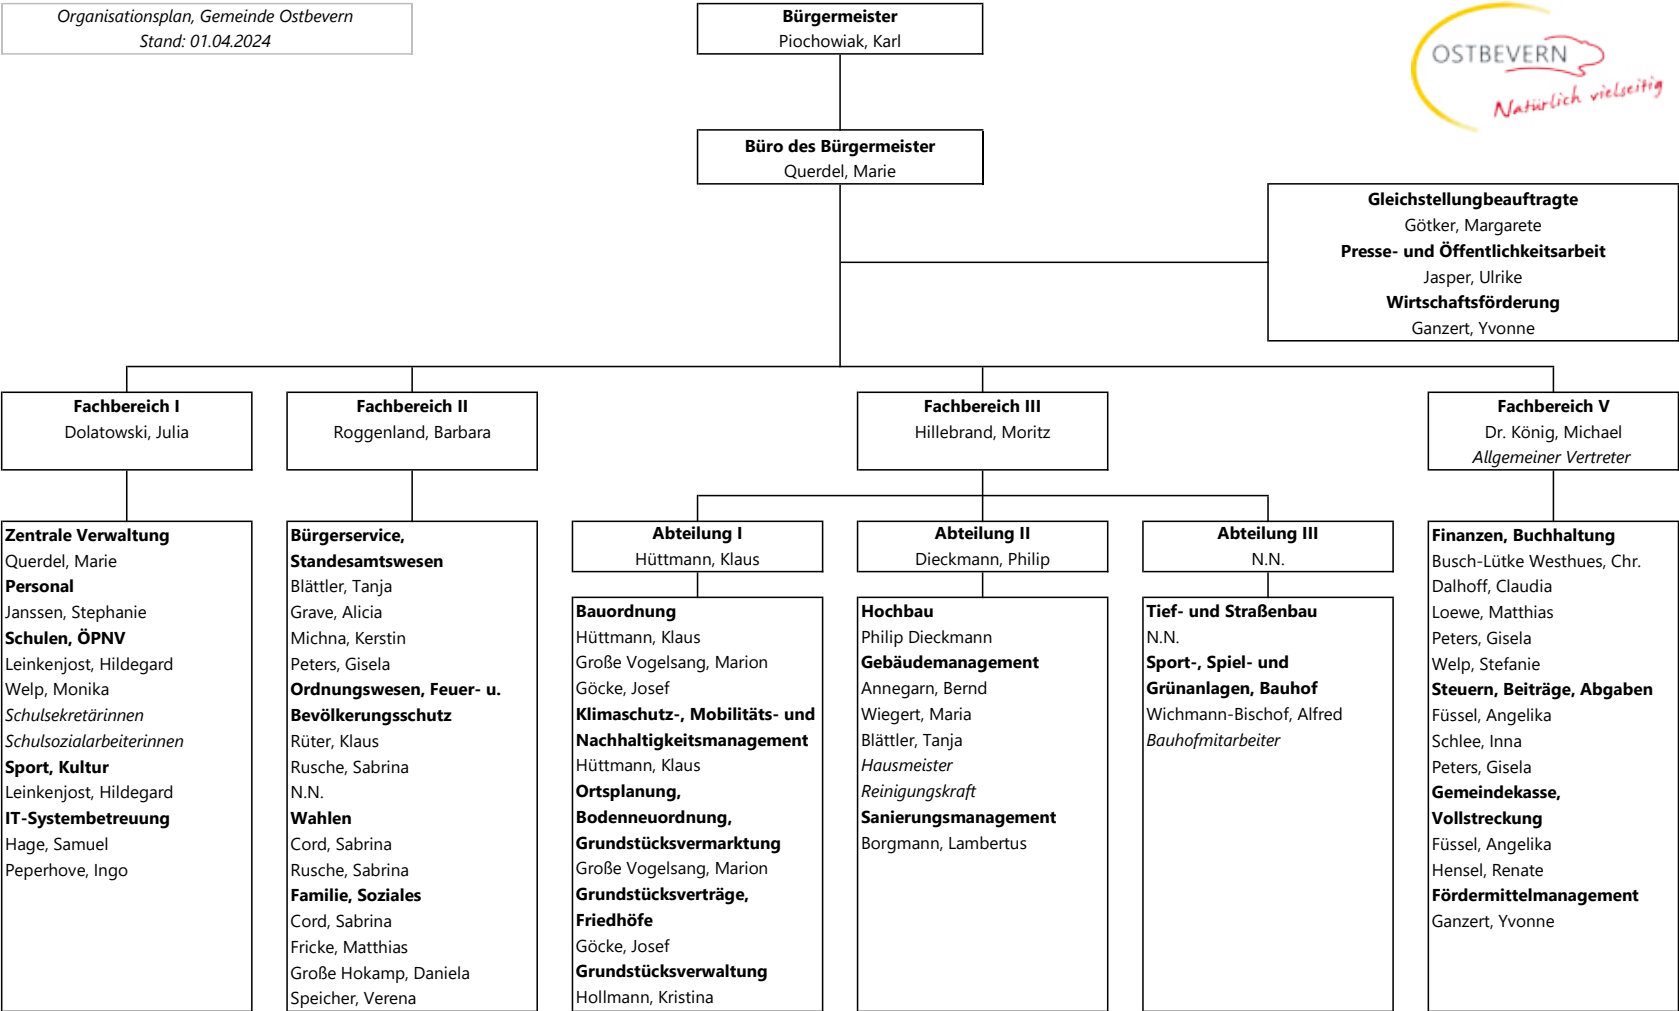 Organisationsplan, Gemeinde Ostbevern
Stand: 01.04.2024
Bürgermeister
Piochowiak, Karl
OSTBEVERN
Natürlich vielseitig
Büro des Bürgermeister
Querdel, Marie
Gleichstellungbeauftragte
Götker, Margarete
Presse- und Öffentlichkeitsarbeit
Jasper, Ulrike
Wirtschaftsförderung
Ganzert, Yvonne
Fachbereich I
Dolatowski, Julia
Fachbereich II
Roggenland, Barbara
Fachbereich III
Hillebrand, Moritz
Fachbereich V
Dr. König, Michael
Allgemeiner Vertreter
Zentrale Verwaltung
Querdel, Marie
Personal
Janssen, Stephanie
Schulen, ÖPNV
Leinkenjost, Hildegard
Welp, Monika
Schulsekretärinnen
Schulsozialarbeiterinnen
Sport, Kultur
Leinkenjost, Hildegard
IT-Systembetreuung
Hage, Samuel
Peperhove, Ingo
Bürgerservice,
Standesamtswesen
Blättler, Tanja
Grave, Alicia
Michna, Kerstin
Peters, Gisela
Ordnungswesen, Feuer- u.
Bevölkerungsschutz
Rüter, Klaus
Rusche, Sabrina
N.N.
Wahlen
Cord, Sabrina
Rusche, Sabrina
Familie, Soziales
Cord, Sabrina
Fricke, Matthias
Große Hokamp, Daniela
Speicher, Verena
Abteilung I
Hüttmann, Klaus
Bauordnung
Hüttmann, Klaus
Große Vogelsang, Marion
Göcke, Josef
Klimaschutz-, Mobilitäts- und
Nachhaltigkeitsmanagement
Hüttmann, Klaus
Ortsplanung,
Bodenneuordnung,
Grundstücksvermarktung
Große Vogelsang, Marion
Grundstücksverträge,
Friedhöfe
Göcke, Josef
Grundstücksverwaltung
Hollmann, Kristina
Abteilung II
Dieckmann, Philip
Hochbau
Philip Dieckmann
Gebäudemanagement
Annegarn, Bernd
Wiegert, Maria
Blättler, Tanja
Hausmeister
Reinigungskraft
Sanierungsmanagement
Borgmann, Lambertus
Abteilung III
N.N.
Tief- und Straßenbau
N.N.
Sport-, Spiel- und
Grünanlagen, Bauhof
Wichmann-Bischof, Alfred
Bauhofmitarbeiter
Finanzen, Buchhaltung
Busch-Lütke Westhues, Chr.
Dalhoff, Claudia
Loewe, Matthias
Peters, Gisela
Welp, Stefanie
Steuern, Beiträge, Abgaben
Füssel, Angelika
Schlee, Inna
Peters, Gisela
Gemeindekasse,
Vollstreckung
Füssel, Angelika
Hensel, Renate
Fördermittelmanagement
Ganzert, Yvonne